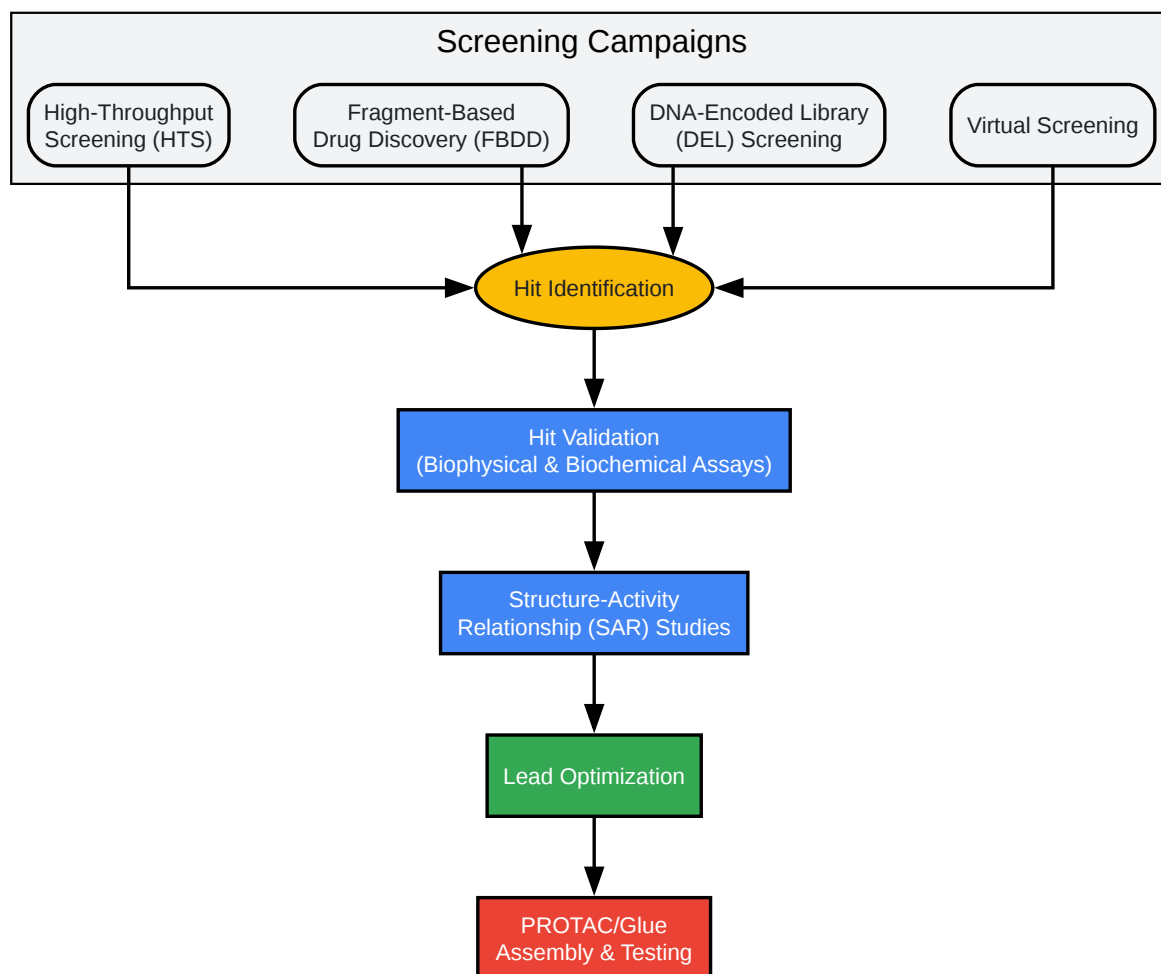 Screening Campaigns
High-Throughput
Screening (HTS)
Fragment-Based
Drug Discovery (FBDD)
DNA-Encoded Library
(DEL) Screening
Virtual Screening
Hit Identification
Hit Validation
(Biophysical & Biochemical Assays)
Structure-Activity
Relationship (SAR) Studies
Lead Optimization
PROTAC/Glue
Assembly & Testing